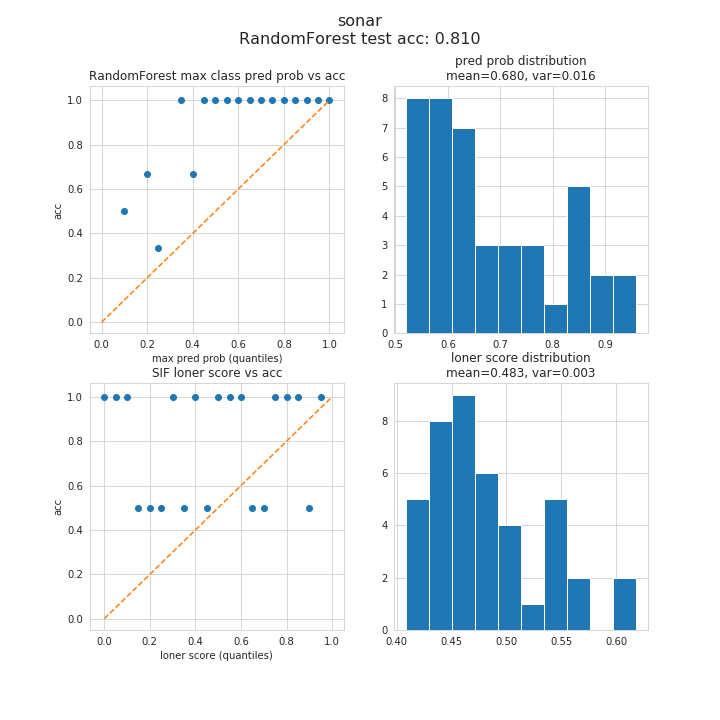 sonar
RandomForest test acc: 0.810
RandomForest max class pred prob vs acc
1.0
0.8
0.6
0.4
0.2
0.0
acc
0.0 0.2 0.4 0.6 0.8 1.0
max pred prob (quantiles)
pred prob distribution
mean=0.680, var=0.016
8
7
6
5
4
3
2
1
0
0.5 0.6 0.7 0.8 0.9
SIF loner score vs acc
1.0
0.8
0.6
0.4
0.2
0.0
acc
0.0 0.2 0.4 0.6 0.8 1.0
loner score (quantiles)
loner score distribution
mean=0.483, var=0.003
8
6
4
2
0
0.40 0.45 0.50 0.55 0.60